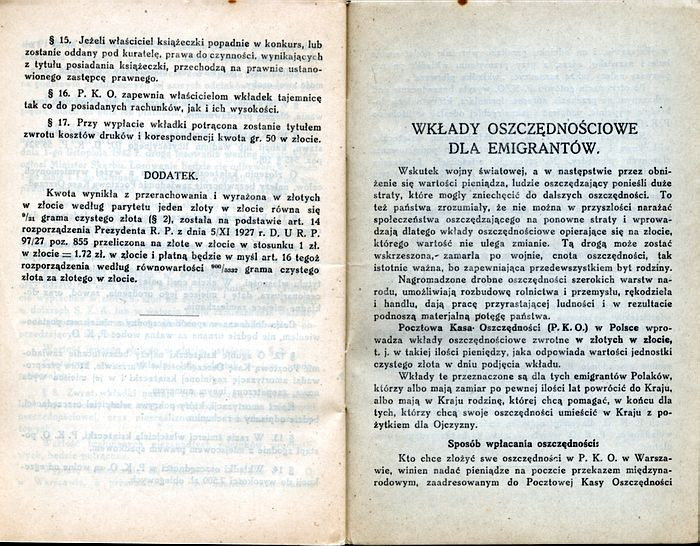 § 15. Jeżeli właściciel książeczki popadnie w konkurs, lub
zostanie oddany pod kuratelę, prawa do czynności, wynikających
z tytułu posiadania książeczki, przechodzą na prawnie ustano-
wionego zastępcę prawnego.
§ 16. P. K. O. zapewnia właścicielom wkładek tajemnicę
tak co do posiadanych rachunków, jak i ich wysokości.
§ 17. Przy wypłacie wkładki potrącona zostanie tytułem
zwrotu kosztów druków i korespondencji kwota gr. 50 w złocie.
DODATEK.
Kwota wynikła z przerachowania i wyrażona w złotych
w złocie według parytetu jeden złoty w złocie równa się
9/31 grama czystego złota (§ 2), została na podstawie art. 14
rozporządzenia Prezydenta R. P. z dnia 5/XI 1927 r. D. U R. P.
97/27 poz. 855 przeliczona na złote w złocie w stosunku 1 zł.
w złocie = 1.72 zł. w złocie i płatną będzie w myśl art. 16 tegoż
rozporządzenia według równowartości 900/5332 grama czystego
złota za złotego w złocie.
WKŁADY OSZCZĘDNOŚCIOWE
DLA EMIGRANTÓW.
Wskutek wojny światowej, a w następstwie przez obni-
żenie się wartości pieniądza, ludzie oszczędzający ponieśli duże
straty, które mogły zniechęcić do dalszych oszczędności. To
też państwa zrozumiały, że nie można w przyszłości narażać
społeczeństwa oszczędzającego na ponowne straty i wprowa-
dzają dlatego wkłady oszczędnościowe opierające się na złocie,
którego wartość nie ulega zmianie. Tą drogą może zostać
wskrzeszona, zamarła po wojnie, cnota oszczędności, tak
istotnie ważna, bo zapewniająca przedewszystkiem byt rodziny.
Nagromadzone drobne oszczędności szerokich warstw na-
rodu, umożliwiają rozbudowę rolnictwa i przemysłu, rękodzieła
i handlu, dają pracę przyrastającej ludności i w rezultacie
podnoszą materjalną potęgę państwa.
Pocztowa Kasa Oszczędności (P. K. O.) w Polsce wpro-
wadza wkłady oszczędnościowe zwrotne w złotych w złocie,
t. j. w takiej ilości pieniędzy, jaka odpowiada wartości jednostki
czystego złota w dniu podjęcia wkładu.
Wkłady te przeznaczone są dla tych emigrantów Polaków,
którzy albo mają zamiar po pewnej ilości lat powrócić do Kraju,
albo mają w Kraju rodzinę, której chcą pomagać, w końcu dla
tych, którzy chcą swoje oszczędności umieścić w Kraju z po-
żytkiem dla Ojczyzny.
Sposób wpłacania oszczędności:
Kto chce złożyć swe oszczędności w P. K. O. w Warsza-
wie, winien nadać pieniądze na poczcie przekazem międzyna-
rodowym, zaadresowanym do Pocztowej Kasy Oszczędności